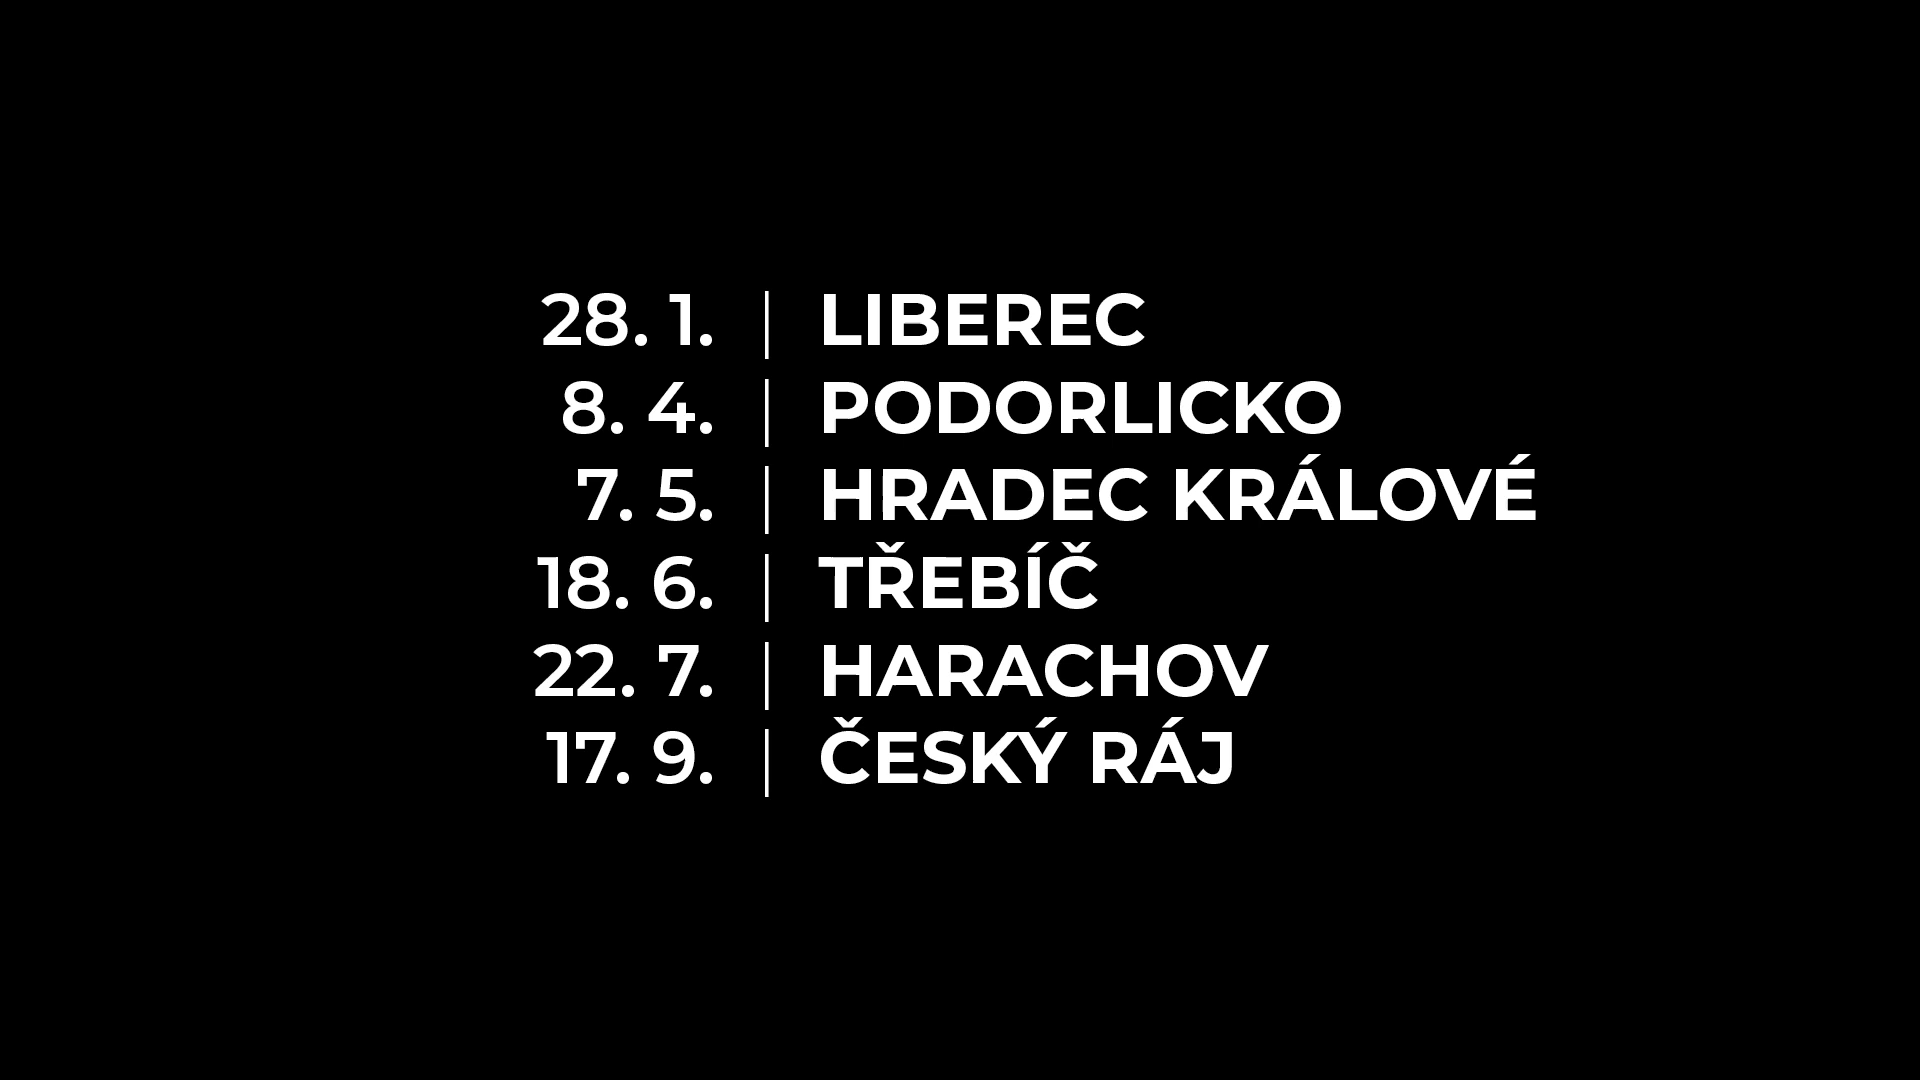 28. 1. | LIBEREC
8. 4. | PODORLICKO
7. 5. | HRADEC KRÁLOVÉ
18. 6. | TŘEBÍČ
22. 7. | HARACHOV
17. 9. | ČESKÝ RÁJ